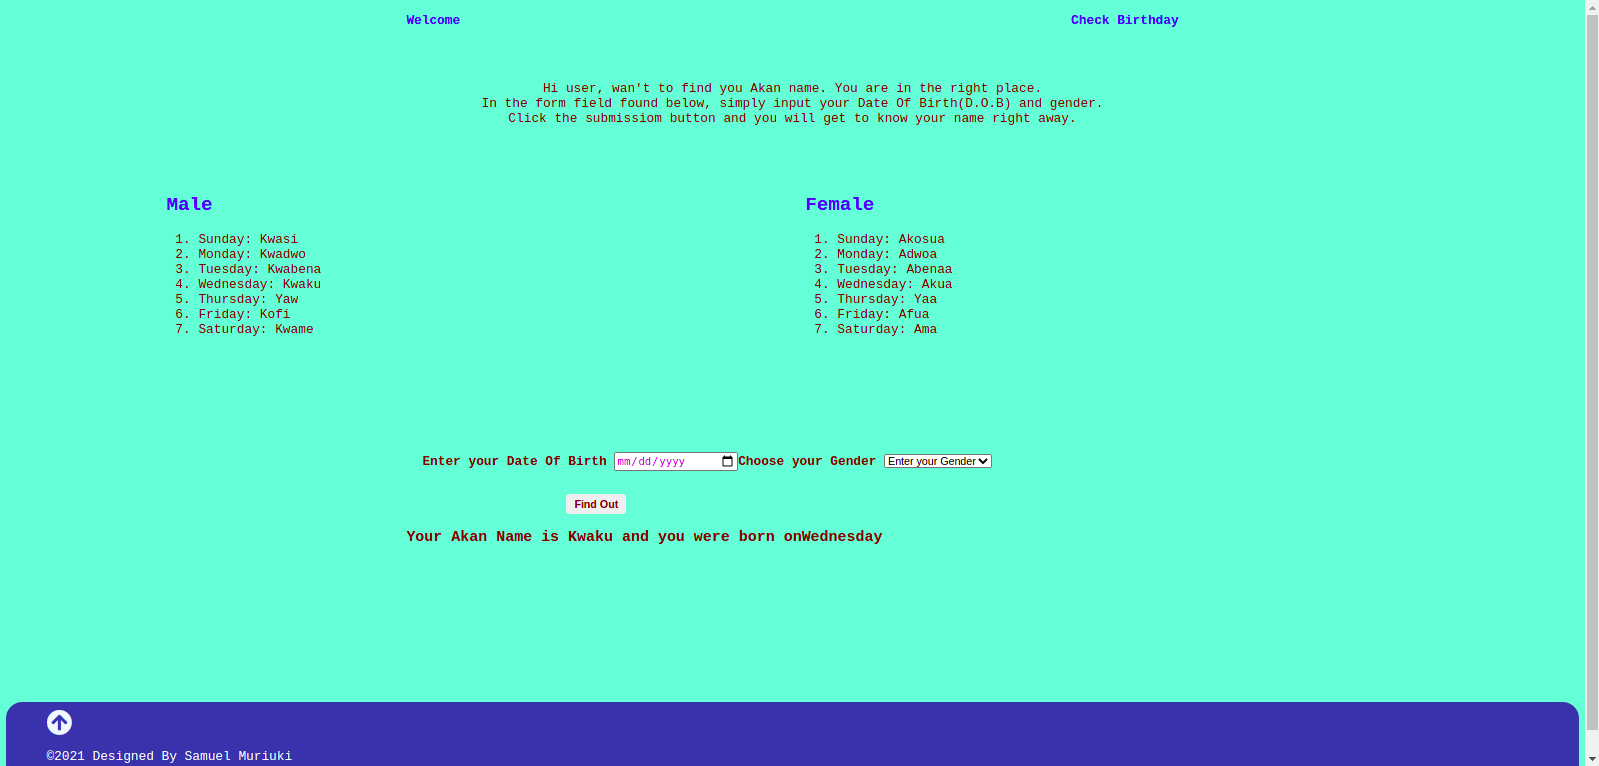 Welcome Check Birthday
Hi user, wan't to find you Akan name. You are in the right place.
In the form field found below, simply input your Date Of Birth(D.O.B) and gender.
Click the submissiom button and you will get to know your name right away.
Male
1. Sunday: Kwasi
2. Monday: Kwadwo
3. Tuesday: Kwabena
4. Wednesday: Kwaku
5. Thursday: Yaw
6. Friday: Kofi
7. Saturday: Kwame
Female
1. Sunday: Akosua
2. Monday: Adwoa
3. Tuesday: Abenaa
4. Wednesday: Akua
5. Thursday: Yaa
6. Friday: Afua
7. Saturday: Ama
Enter your Date Of Birth mm/dd/yyyy Choose your Gender Enter your Gender
Find Out
Your Akan Name is Kwaku and you were born onWednesday
©2021 Designed By Samuel Muriuki